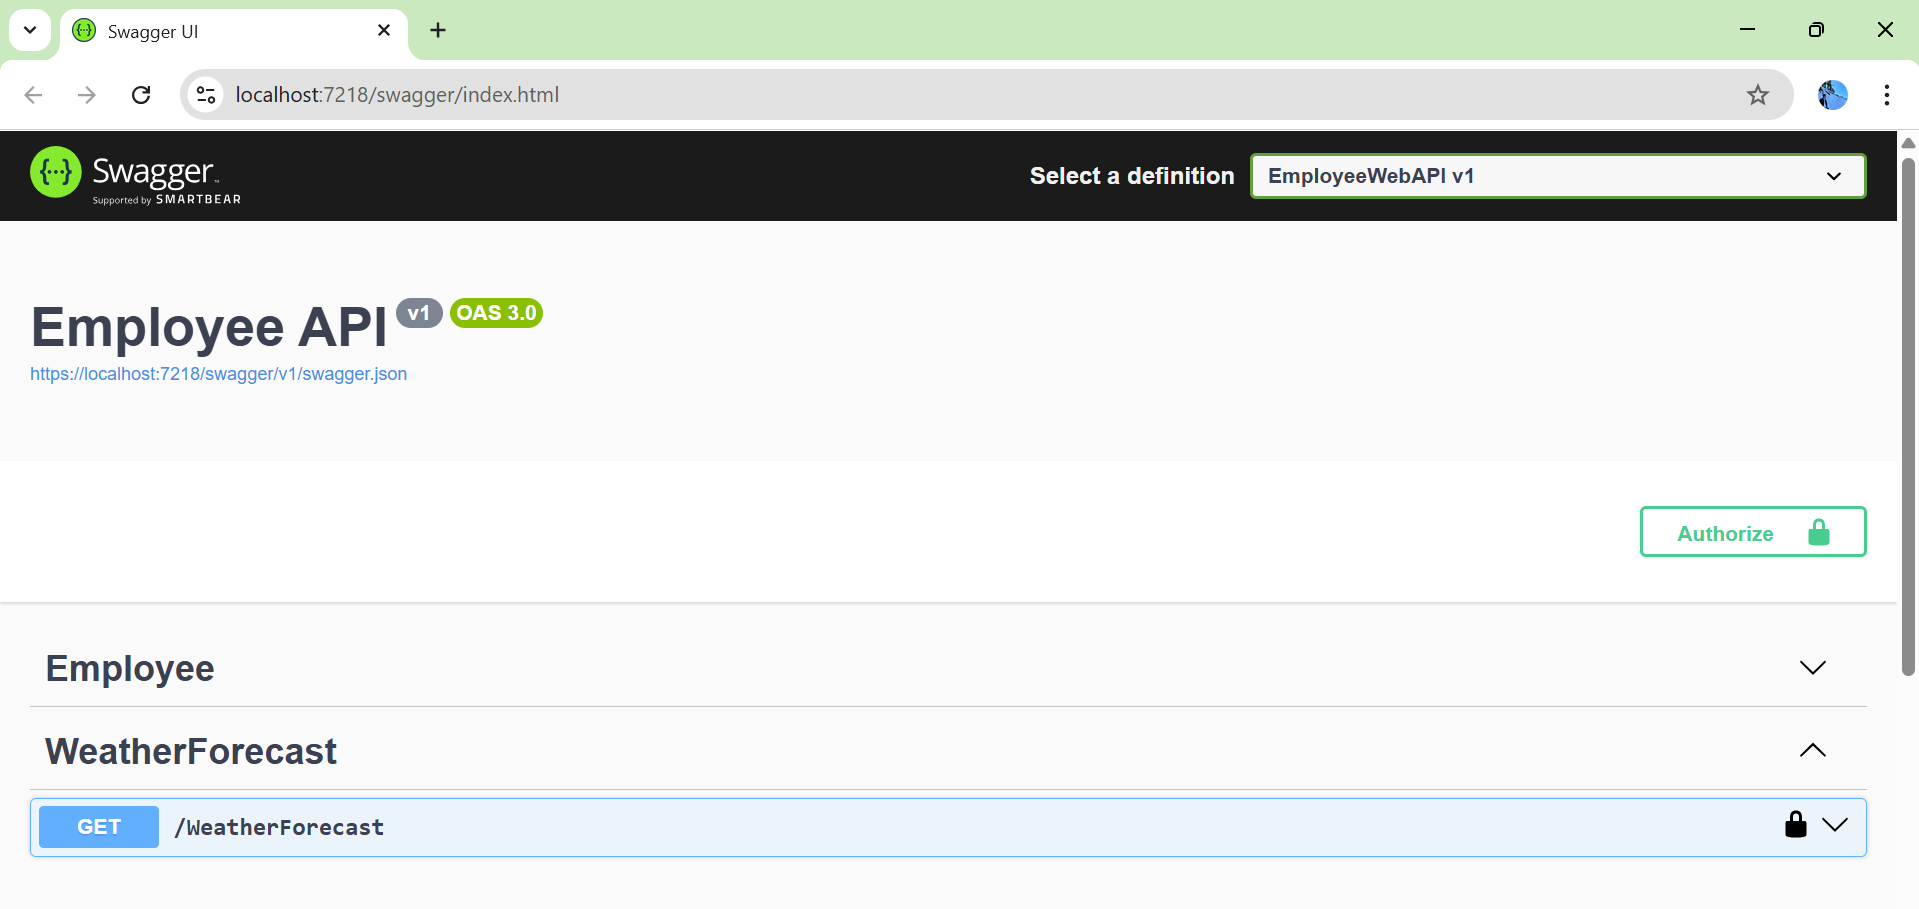 Swagger UI
localhost:7218/swagger/index.html
Swagger™
Supported by SMARTBEAR
Select a definition
EmployeeWebAPI v1
Employee API v1 OAS 3.0
https://localhost:7218/swagger/v1/swagger.json
Authorize
Employee
WeatherForecast
GET /WeatherForecast